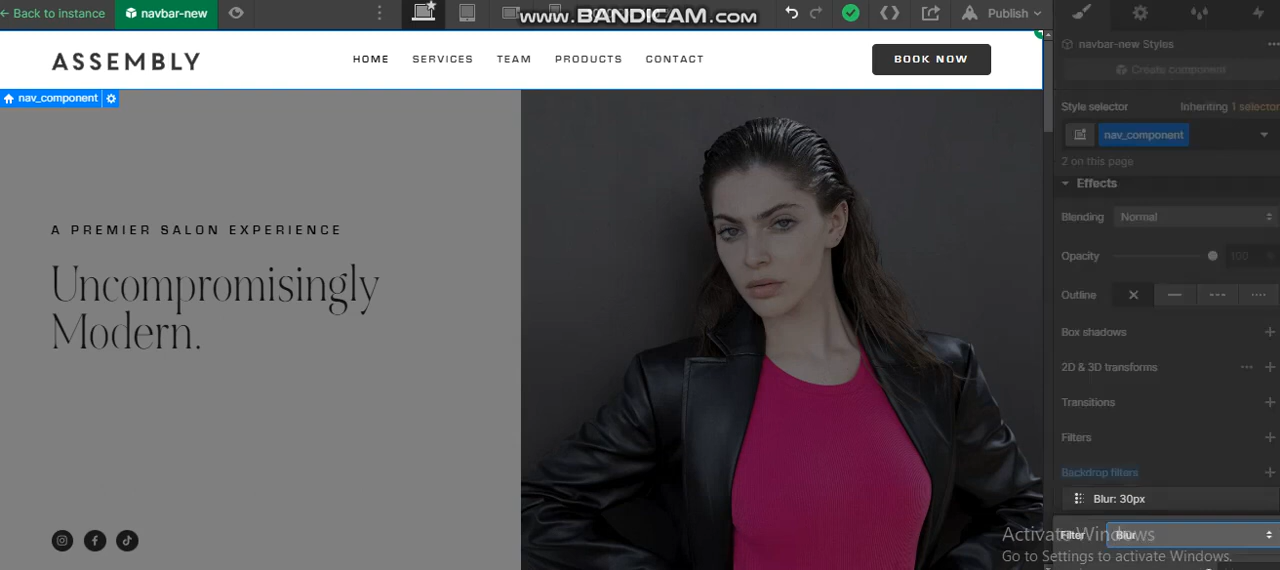 ← Back to instance
navbar-new
www.BANDICAM.com
Publish
ASSEMBLY
HOME
SERVICES
TEAM
PRODUCTS
CONTACT
BOOK NOW
nav_component
A PREMIER SALON EXPERIENCE
Uncompromisingly
Modern.
navbar-new Styles
Create component
Style selector
Inheriting 1 selector
nav_component
2 on this page
Effects
Blending
Normal
Opacity
100
Outline
Box shadows
2D & 3D transforms
Transitions
Filters
Backdrop filters
Blur: 30px
Filter
Blur
Activate Windows
Go to Settings to activate Windows.